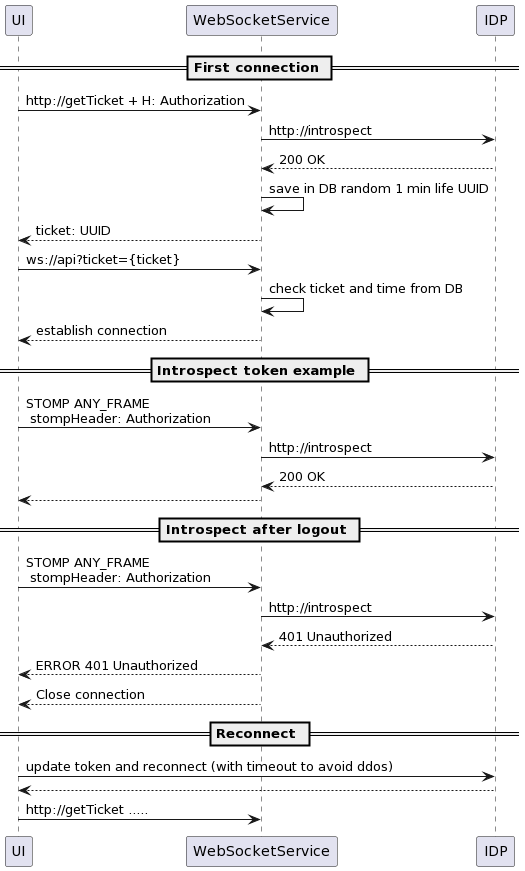 UI WebSocketService IDP
First connection
http://getTicket + H: Authorization
http://introspect
200 OK
save in DB random 1 min life UUID
ticket: UUID
ws://api?ticket={ticket}
check ticket and time from DB
establish connection
Introspect token example
STOMP ANY_FRAME
stompHeader: Authorization
http://introspect
200 OK
Introspect after logout
STOMP ANY_FRAME
stompHeader: Authorization
http://introspect
401 Unauthorized
ERROR 401 Unauthorized
Close connection
Reconnect
update token and reconnect (with timeout to avoid ddos)
http://getTicket .....
UI WebSocketService IDP